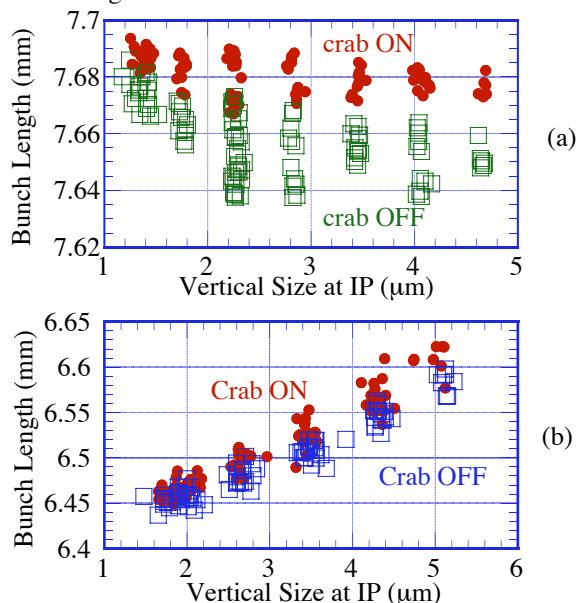 7.7
7.68
7.66
7.64
7.62
Bunch Length (mm)
crab ON
crab OFF
(a)
1 2 3 4 5
Vertical Size at IP (μm)
6.65
6.6
6.55
6.5
6.45
6.4
Bunch Length (mm)
Crab ON
Crab OFF
(b)
1 2 3 4 5 6
Vertical Size at IP (μm)